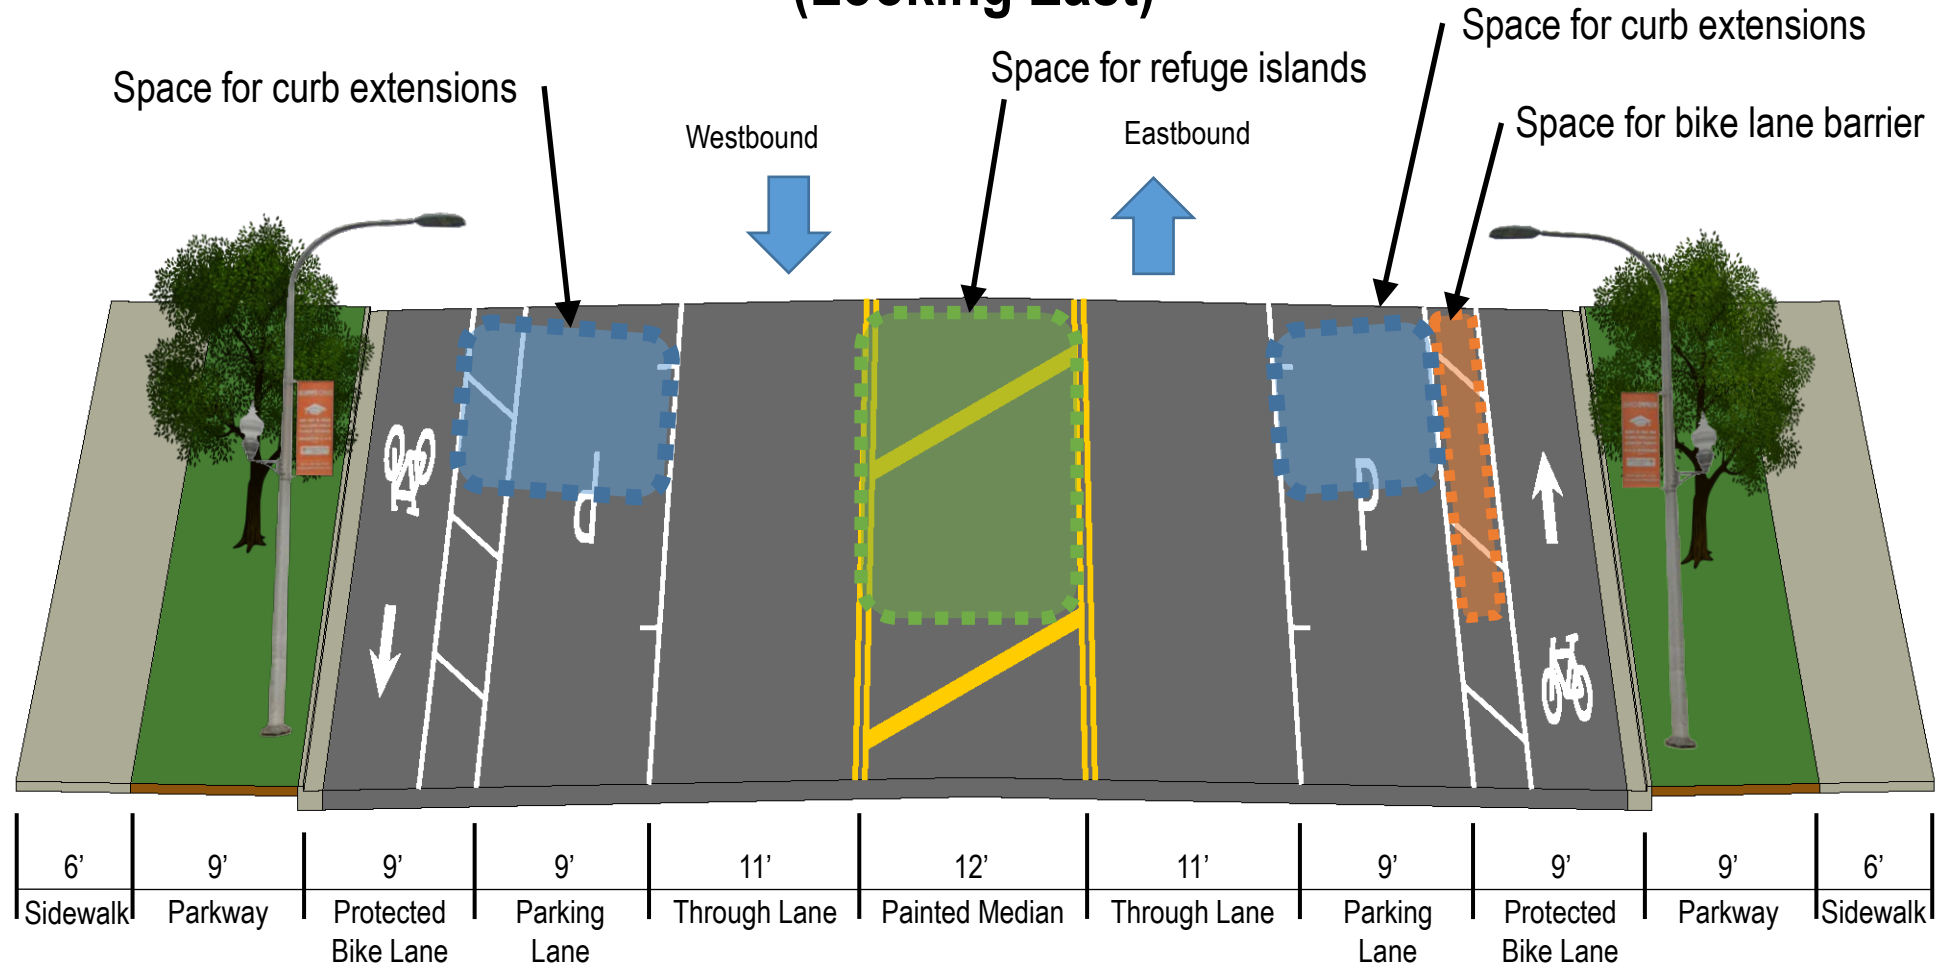 (Looking East)
Space for curb extensions
Space for refuge islands
Space for curb extensions
Space for bike lane barrier
Westbound
Eastbound
P
P
6’
9’
9’
9’
11’
12’
11’
9’
9’
9’
6’
Sidewalk
Parkway
Protected
Bike Lane
Parking
Lane
Through Lane
Painted Median
Through Lane
Parking
Lane
Protected
Bike Lane
Parkway
Sidewalk